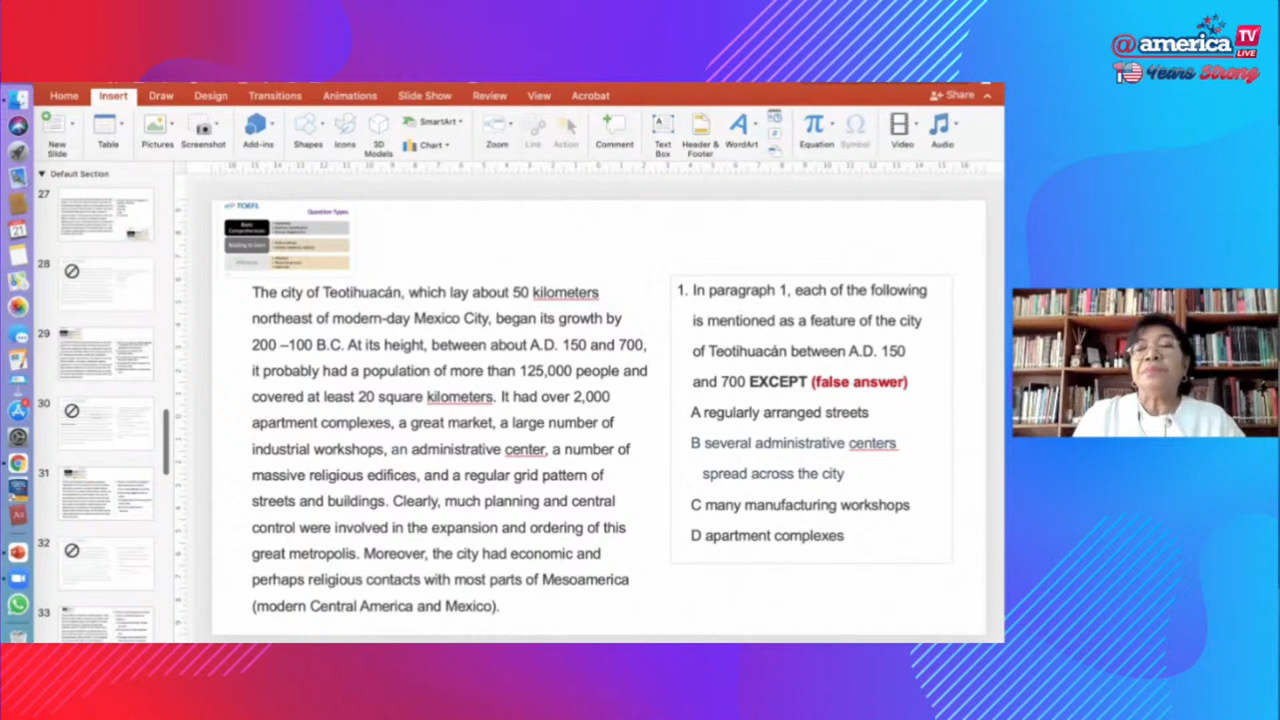 @america TV
LIVE
10 Years Strong
Home Insert Draw Design Transitions Animations Slide Show Review View Acrobat Share
New Slide
Table
Pictures
Screenshot
Add-ins
Shapes
Icons
3D Models
SmartArt
Chart
Zoom
Link
Action
Comment
Text Box
Header & Footer
WordArt
Equation
Symbol
Video
Audio
Default Section
27
28
29
30
31
32
33
TOEFL
Question Types
Basic Comprehension
Reading to Learn
The city of Teotihuacán, which lay about 50 kilometers
northeast of modern-day Mexico City, began its growth by
200 –100 B.C. At its height, between about A.D. 150 and 700,
it probably had a population of more than 125,000 people and
covered at least 20 square kilometers. It had over 2,000
apartment complexes, a great market, a large number of
industrial workshops, an administrative center, a number of
massive religious edifices, and a regular grid pattern of
streets and buildings. Clearly, much planning and central
control were involved in the expansion and ordering of this
great metropolis. Moreover, the city had economic and
perhaps religious contacts with most parts of Mesoamerica
(modern Central America and Mexico).
1. In paragraph 1, each of the following
is mentioned as a feature of the city
of Teotihuacán between A.D. 150
and 700 EXCEPT (false answer)
A regularly arranged streets
B several administrative centers
spread across the city
C many manufacturing workshops
D apartment complexes